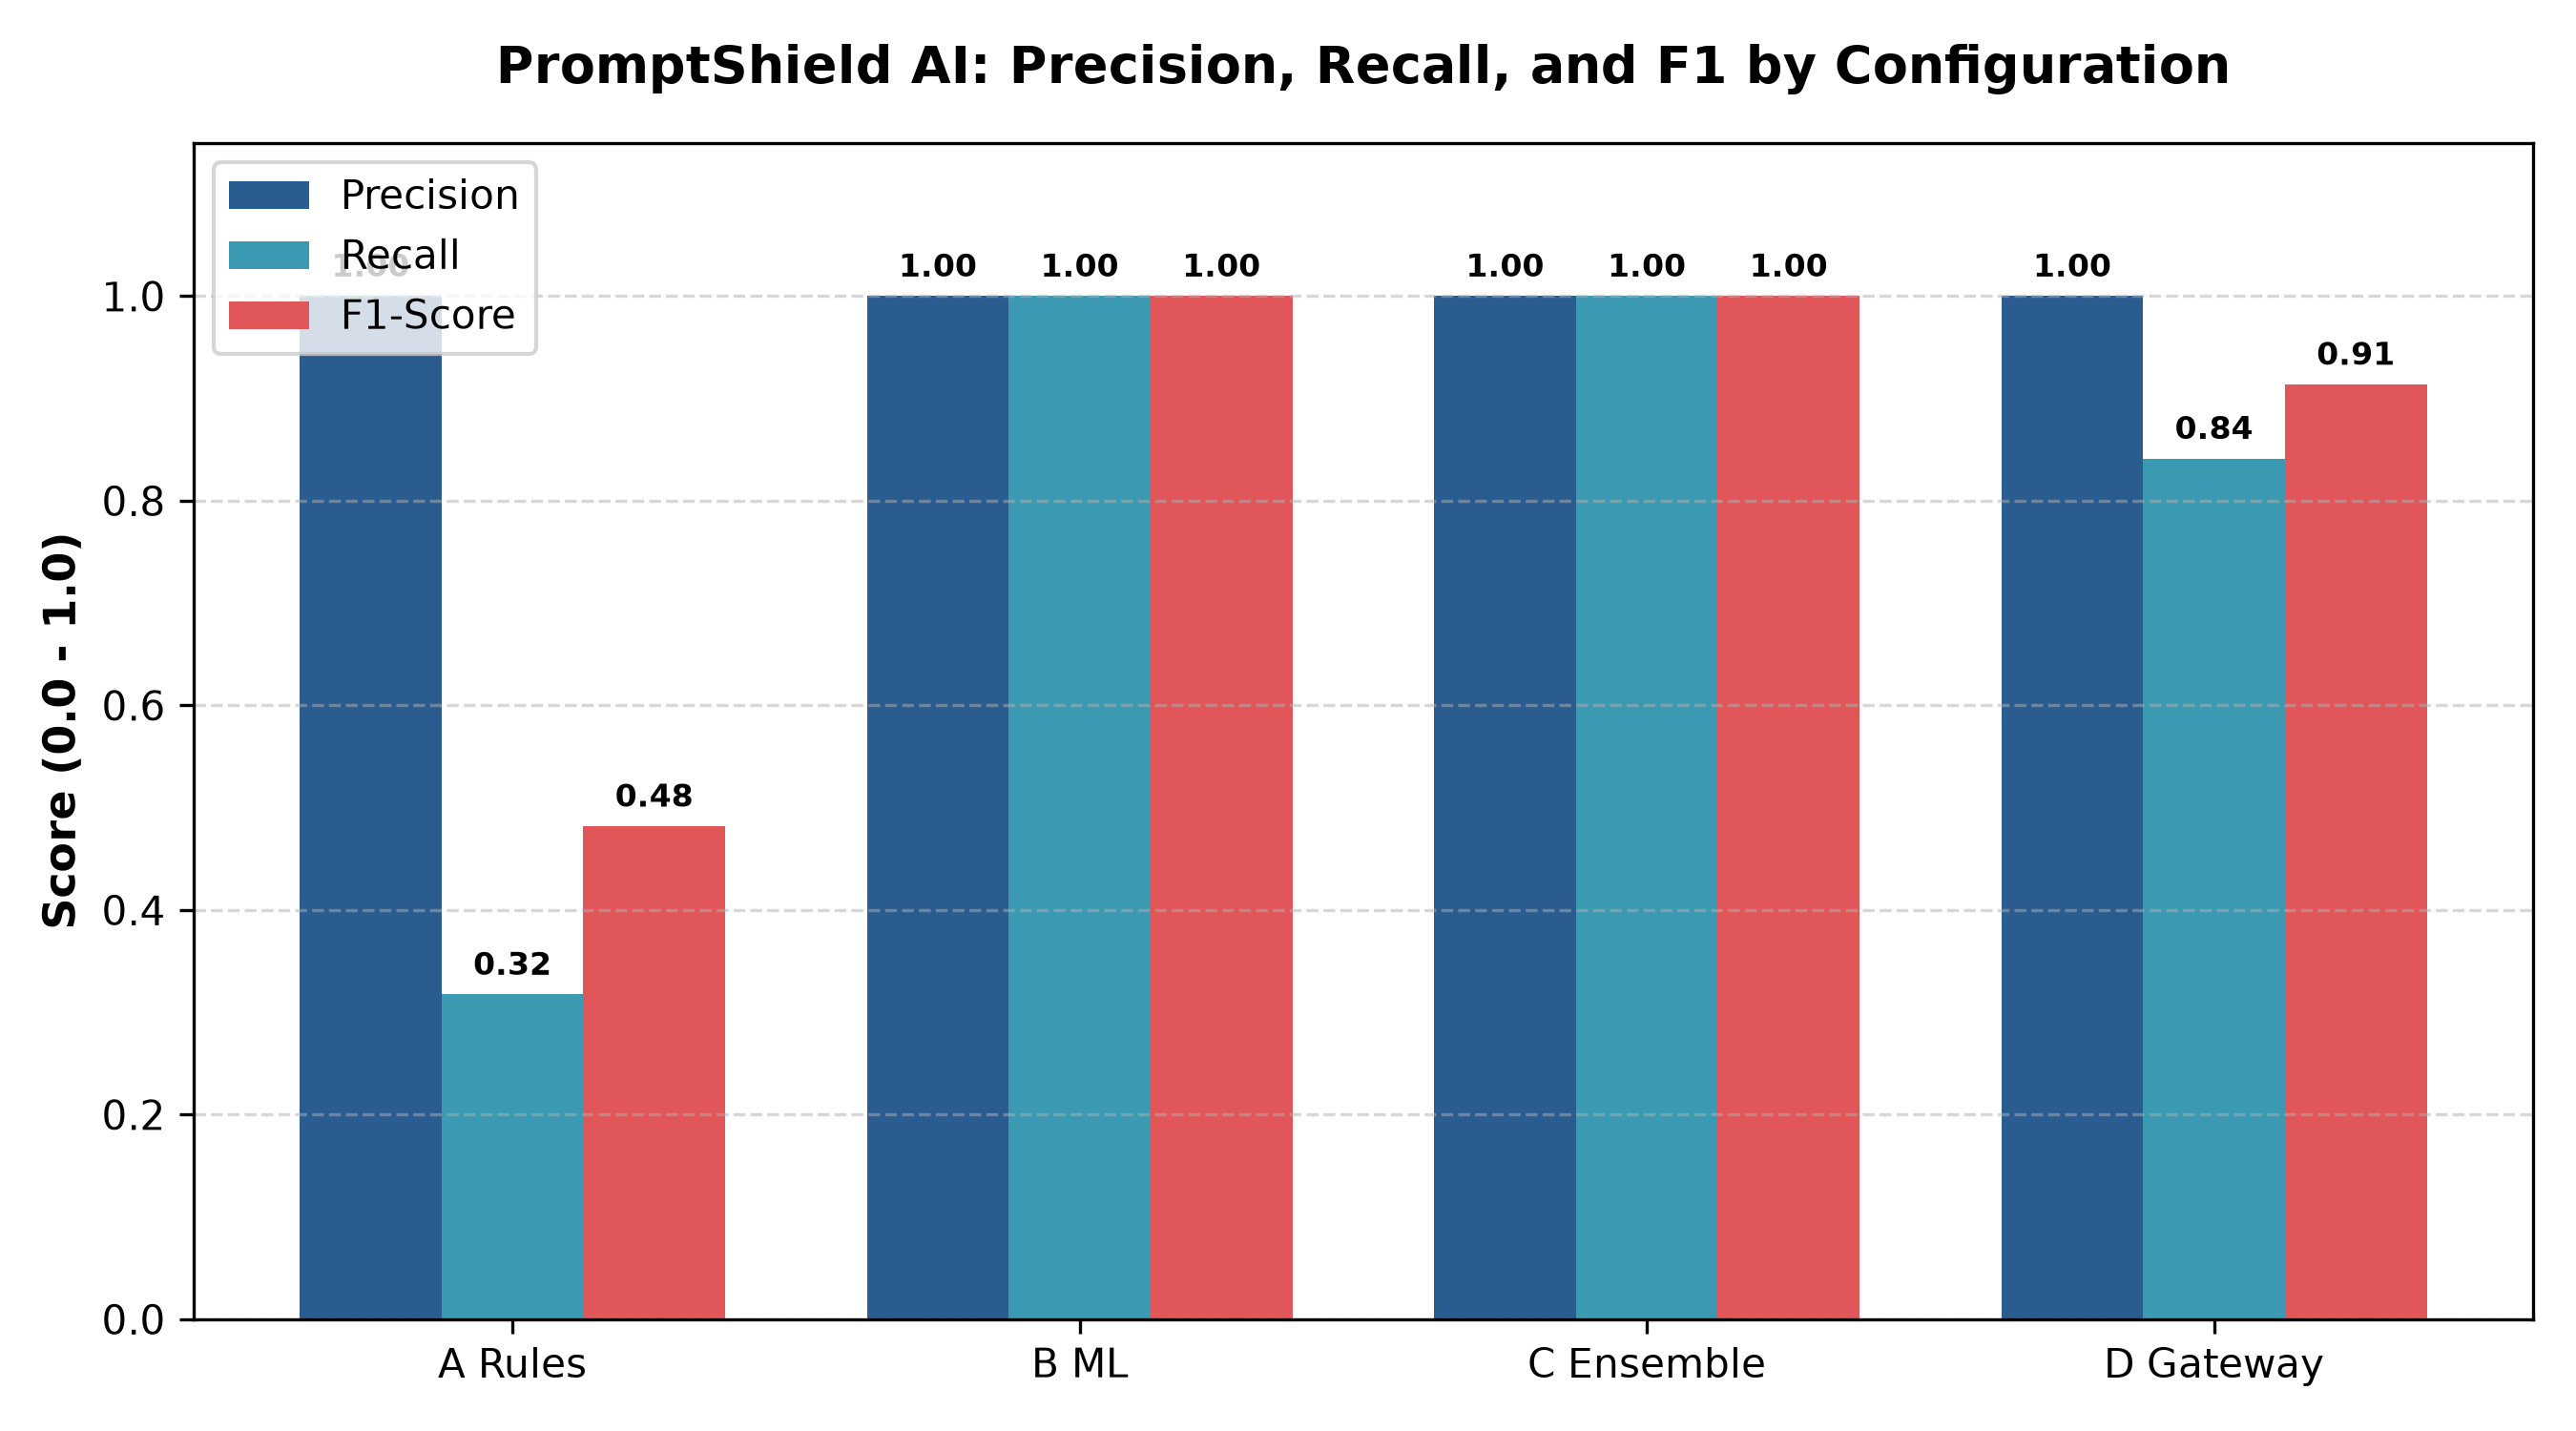 PromptShield AI: Precision, Recall, and F1 by Configuration
Precision
Recall
F1-Score
1.00
1.00 1.00 1.00
1.00 1.00 1.00
1.00
0.91
0.84
0.48
0.32
Score (0.0 - 1.0)
1.0
0.8
0.6
0.4
0.2
0.0
A Rules
B ML
C Ensemble
D Gateway